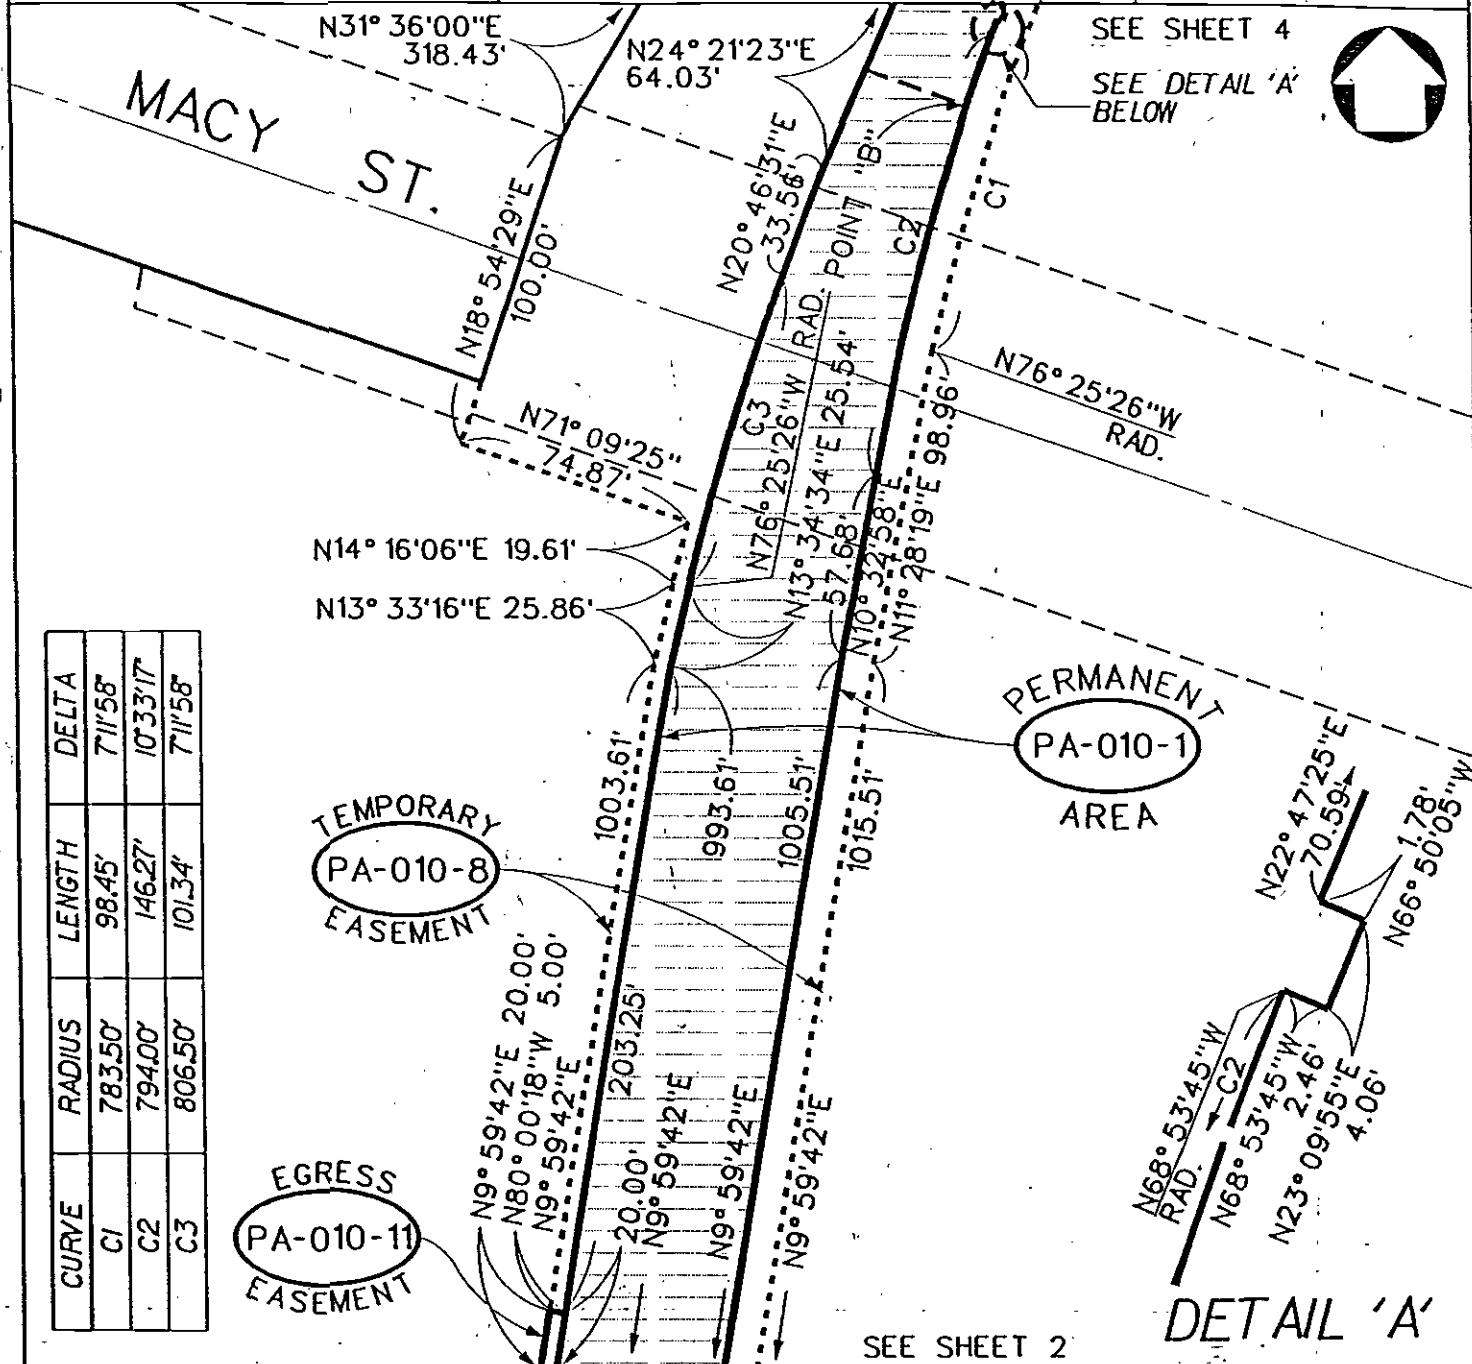 N31° 36'00"E
318.43'
N24° 21'23"E
64.03'
SEE SHEET 4
SEE DETAIL 'A'
BELOW
MACY ST.
N18° 54'29"E
100.00'
N20° 46'31"E
33.56'
POINT "B"
C1
C2
C3
N76° 25'26"W RAD.
N13° 34'34"E 25.54'
N76° 25'26"W
RAD.
N71° 09'25"
74.87'
N14° 16'06"E 19.61'
N13° 33'16"E 25.86'
57.68'
N10° 32'58"E
N11° 28'19"E 98.96'
PERMANENT
PA-010-1
AREA
TEMPORARY
PA-010-8
EASEMENT
1003.61'
993.61'
1005.51'
1015.51'
203.25'
N9° 59'42"E 20.00'
N80° 00'18"W 5.00'
N9° 59'42"E
20.00'
N9° 59'42"E
N9° 59'42"E
N9° 59'42"E
EGRESS
PA-010-11
EASEMENT
CURVE RADIUS LENGTH DELTA
C1 783.50' 98.45' 7°11'58"
C2 794.00' 146.27' 10°33'17"
C3 806.50' 101.34' 7°11'58"
N22° 47'25"E
70.59'
1.78'
N66° 50'05"W
N68° 53'45"W
RAD.
C2
N68° 53'45"W
2.46'
N23° 09'55"E
4.06'
DETAIL 'A'
SEE SHEET 2